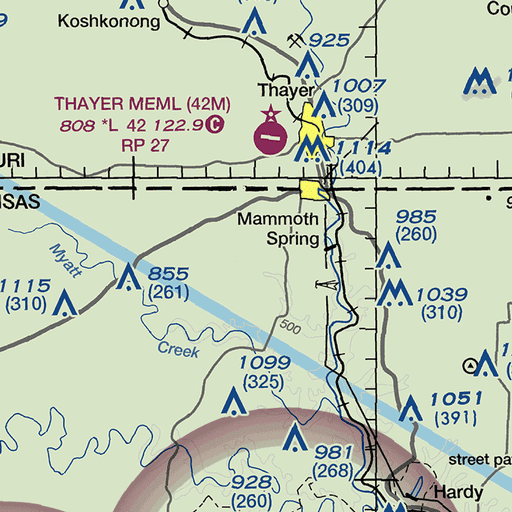 Koshkonong
925
Thayer
1007
(309)
THAYER MEML (42M)
808 *L 42 122.9 C
RP 27
1114
(404)
URI
NSAS
Mammoth
Spring
985
(260)
Myatt
855
(261)
1115
(310)
1039
(310)
500
Creek
1099
(325)
1051
(391)
981
(268)
street pa
928
(260)
Hardy